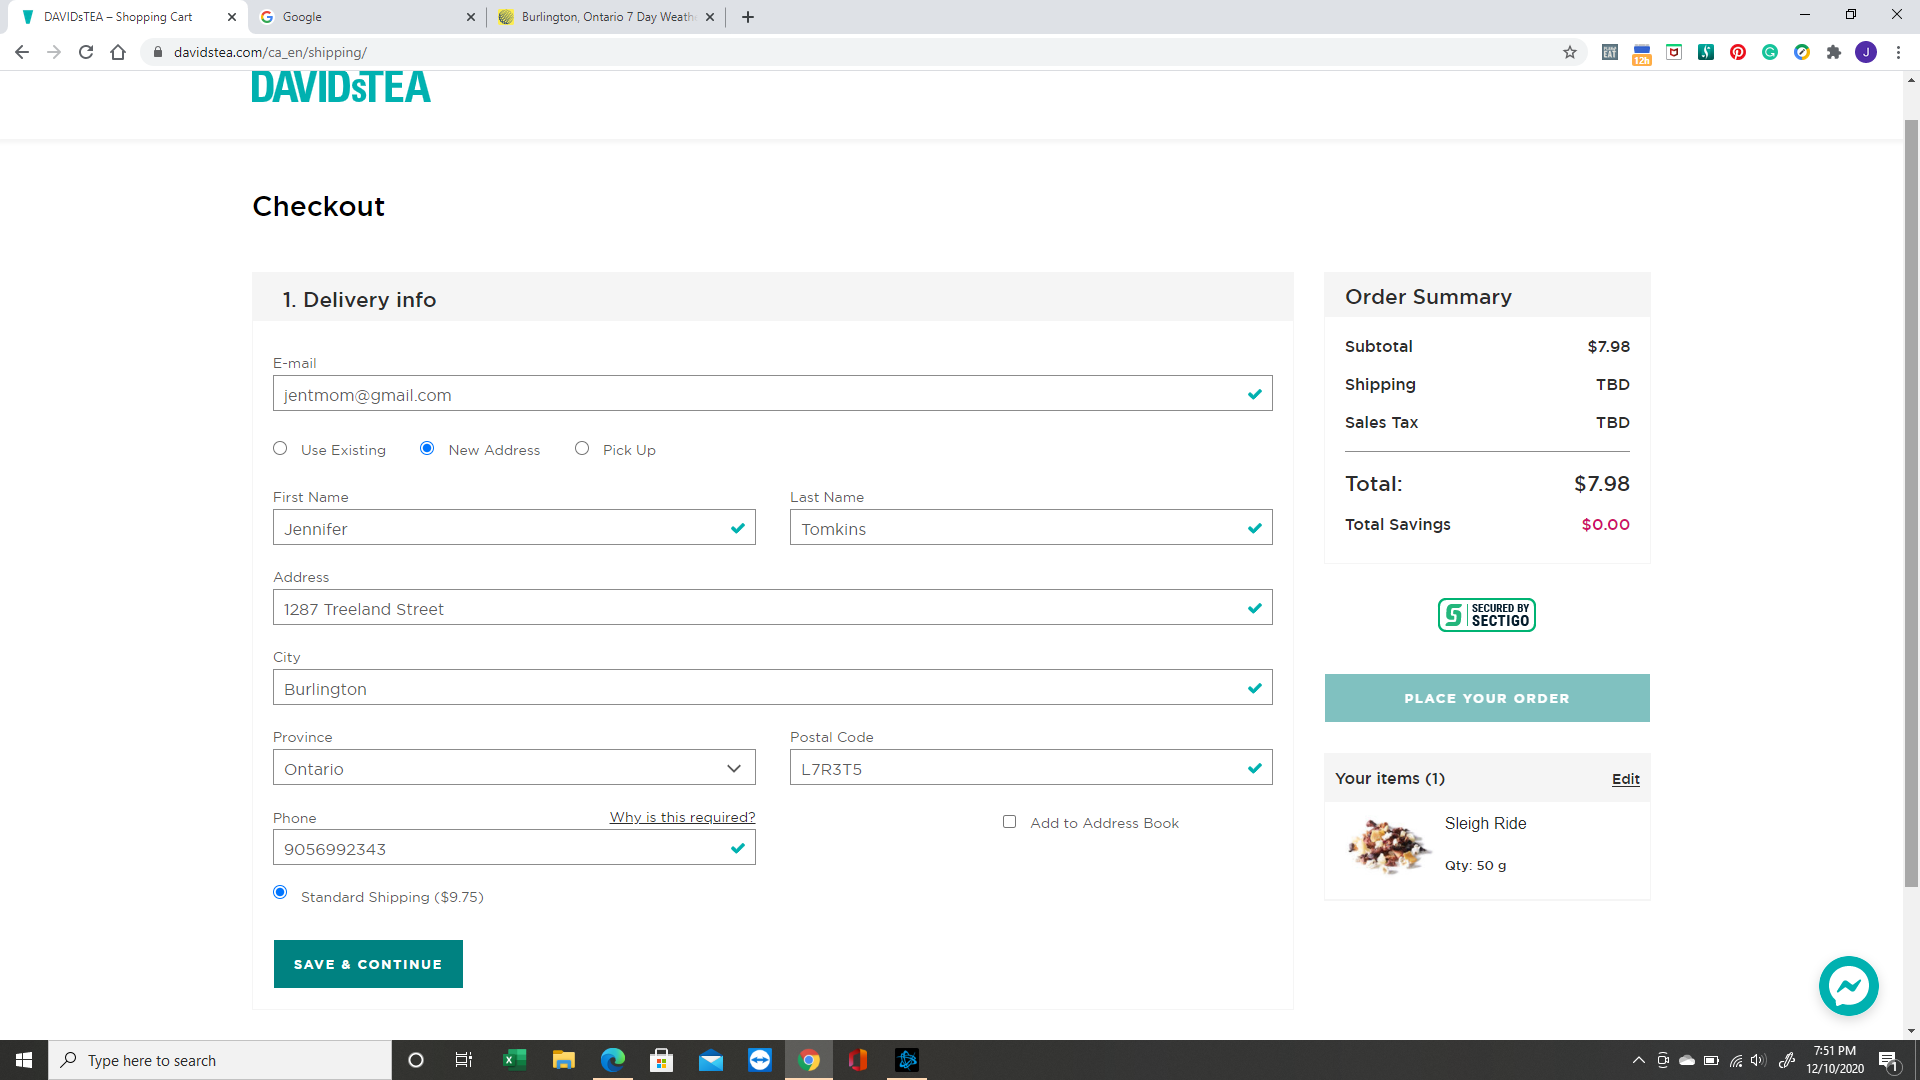 DAVIDsTEA – Shopping Cart
Google
Burlington, Ontario 7 Day Weath
davidstea.com/ca_en/shipping/
12h
J
DAVIDsTEA
Checkout
1. Delivery info
E-mail
jentmom@gmail.com
Use Existing New Address Pick Up
First Name Last Name
Jennifer Tomkins
Address
1287 Treeland Street
City
Burlington
Province Postal Code
Ontario L7R3T5
Phone Why is this required? Add to Address Book
9056992343
Standard Shipping ($9.75)
SAVE & CONTINUE
Order Summary
Subtotal $7.98
Shipping TBD
Sales Tax TBD
Total: $7.98
Total Savings $0.00
SECURED BY
SECTIGO
PLACE YOUR ORDER
Your items (1) Edit
Sleigh Ride
Qty: 50 g
Type here to search
7:51 PM
12/10/2020
1